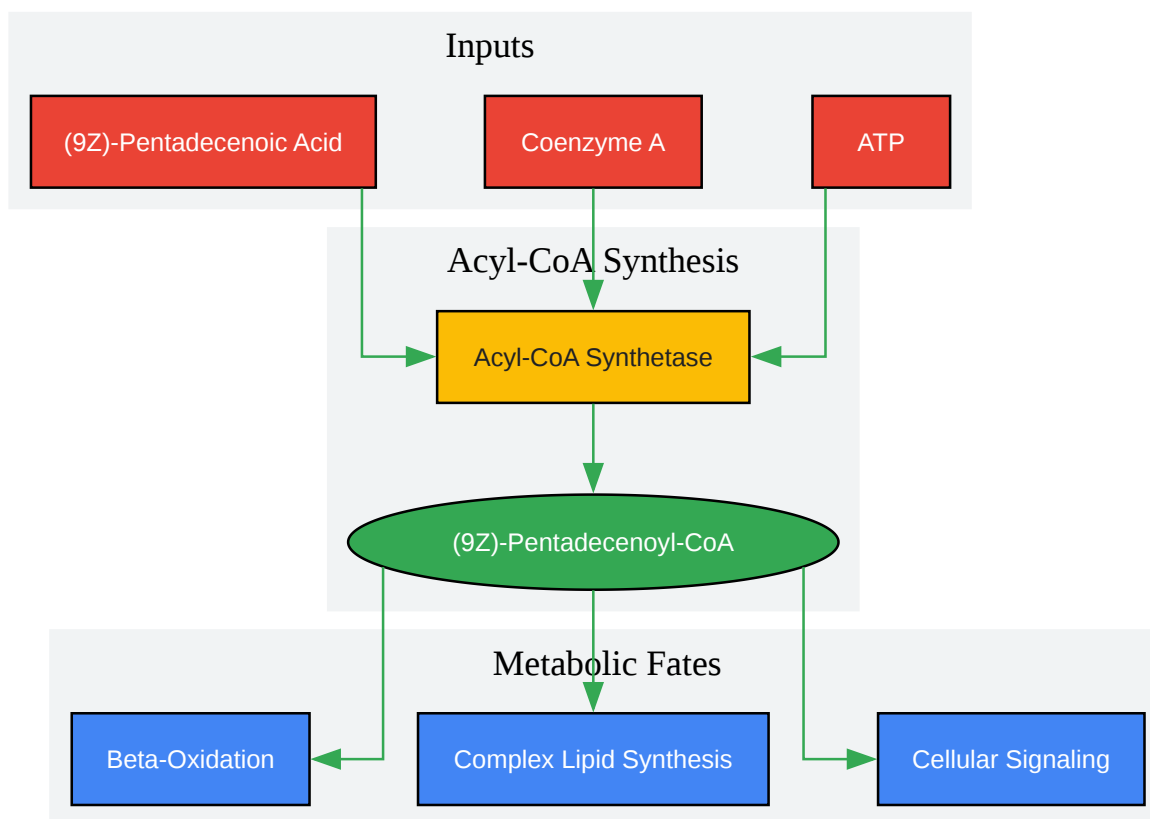 Inputs
(9Z)-Pentadecenoic Acid
Coenzyme A
ATP
Acyl-CoA Synthesis
Acyl-CoA Synthetase
(9Z)-Pentadecenoyl-CoA
Metabolic Fates
Beta-Oxidation
Complex Lipid Synthesis
Cellular Signaling